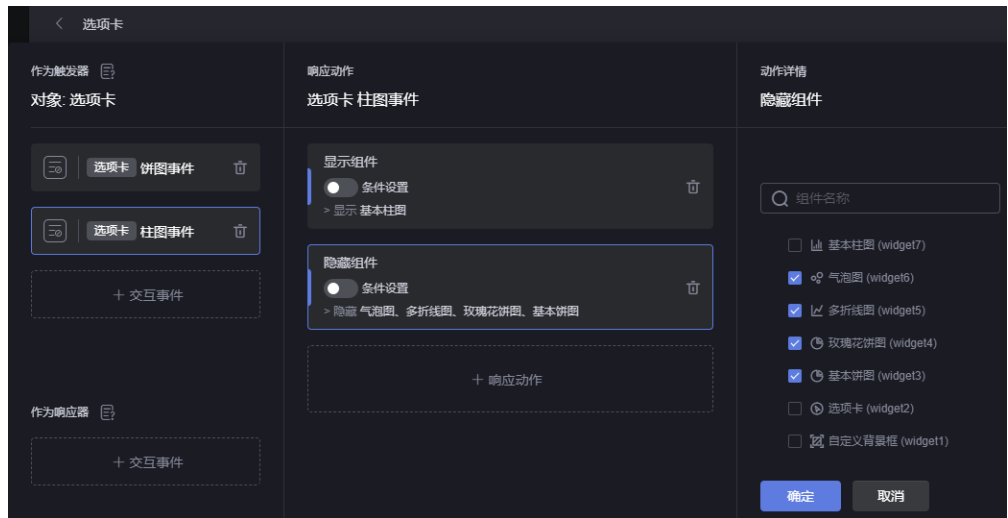 选项卡
作为触发器
对象: 选项卡
选项卡 饼图事件
选项卡 柱图事件
+ 交互事件
作为响应器
+ 交互事件
响应动作
选项卡 柱图事件
显示组件
条件设置
> 显示 基本柱图
隐藏组件
条件设置
> 隐藏 气泡图、多折线图、玫瑰花饼图、基本饼图
+ 响应动作
动作详情
隐藏组件
组件名称
基本柱图 (widget7)
气泡图 (widget6)
多折线图 (widget5)
玫瑰花饼图 (widget4)
基本饼图 (widget3)
选项卡 (widget2)
自定义背景框 (widget1)
确定
取消